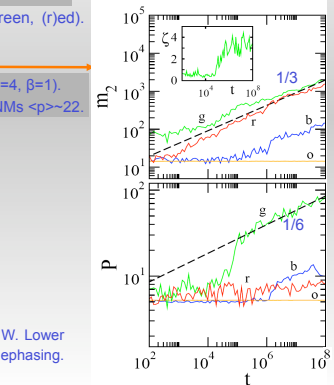 reen, (r)ed).
=4, β=1).
NMs <p>~22.
W. Lower
ephasing.
10^5
10^4
10^3
10^2
10^1
m_2
ζ
4
2
0
10^4
t
10^8
1/3
g
r
b
o
10^2
10^1
P
g
1/6
r
b
o
10^2
10^4
10^6
10^8
t